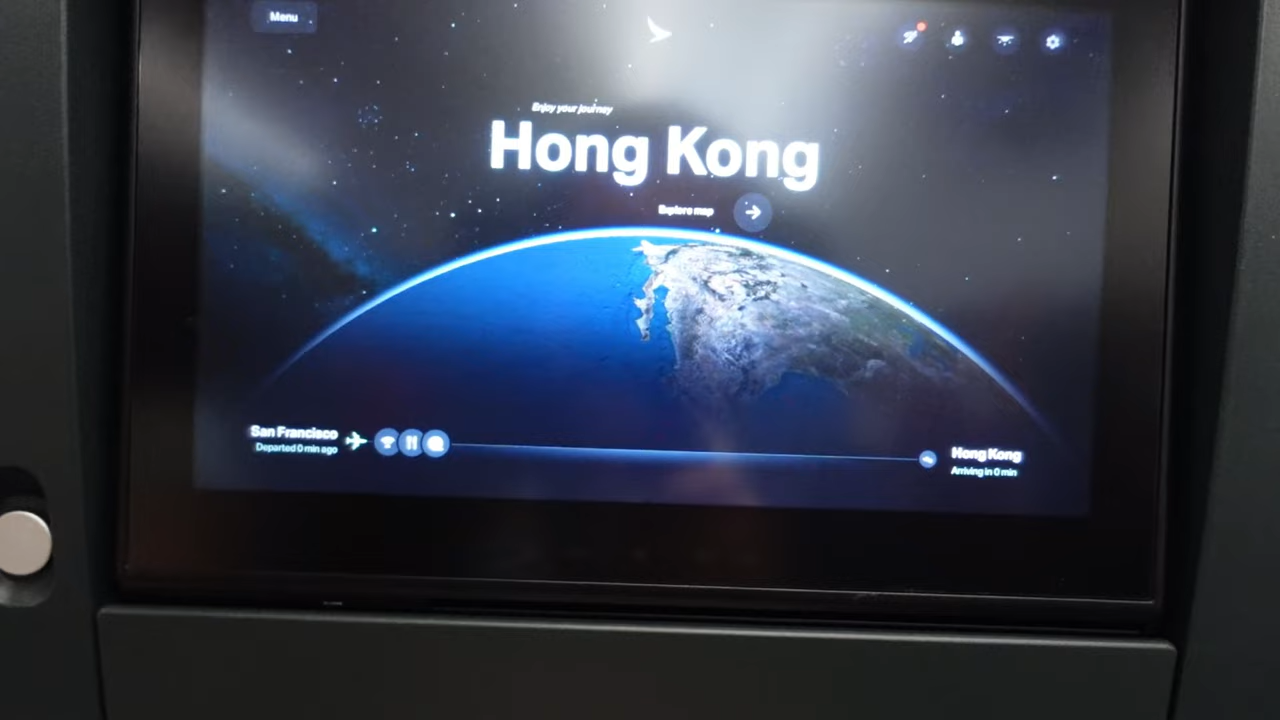 Menu
Enjoy your journey
Hong Kong
Explore map
San Francisco
Departed 0 min ago
Hong Kong
Arriving in 0 min